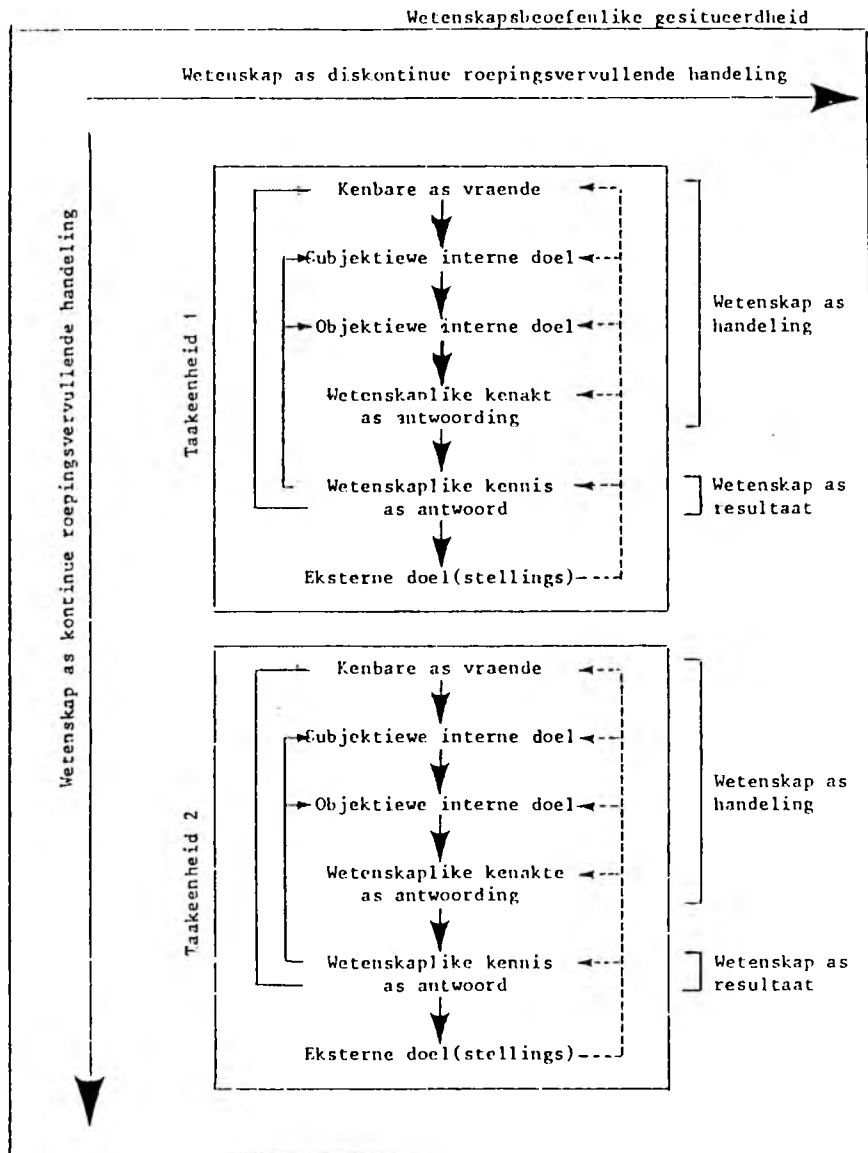 Wetenskapsbeoefenlike gesitueerdheid
Wetenskap as diskontinue roepingsvervullende handeling
Wetenskap as kontinue roepingsvervullende handeling
Taakeenheid 1
Kenbare as vraende
Subjektiewe interne doel
Objektiewe interne doel
Wetenskaplike kenakt
as antwoording
Wetenskaplike kennis
as antwoord
Eksterne doel(stellings)
Wetenskap as
handeling
Wetenskap as
resultaat
Taakeenheid 2
Kenbare as vraende
Subjektiewe interne doel
Objektiewe interne doel
Wetenskaplike kenakte
as antwoording
Wetenskaplike kennis
as antwoord
Eksterne doel(stellings)
Wetenskap as
handeling
Wetenskap as
resultaat